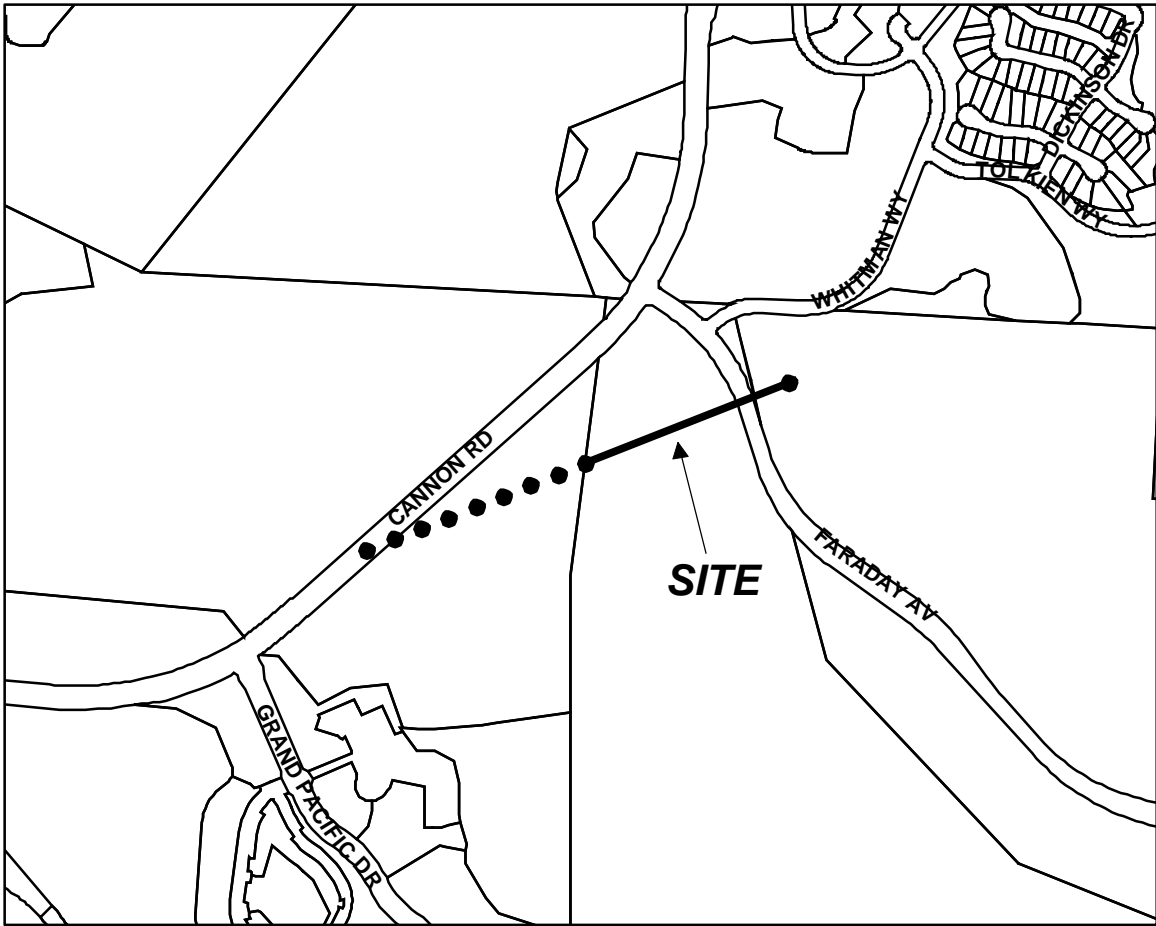 DICKINSON DR
TOLKIEN WY
WHITMAN WY
CANNON RD
SITE
FARADAY AV
GRAND PACIFIC DR